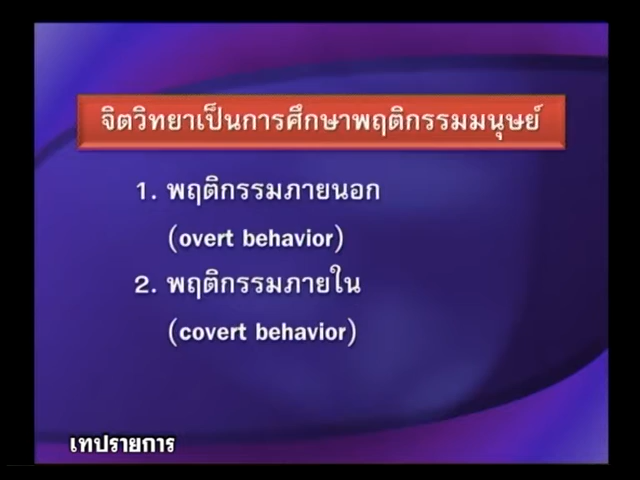 จิตวิทยาเป็นการศึกษาพฤติกรรมมนุษย์
1. พฤติกรรมภายนอก
(overt behavior)
2. พฤติกรรมภายใน
(covert behavior)
เทปรายการ